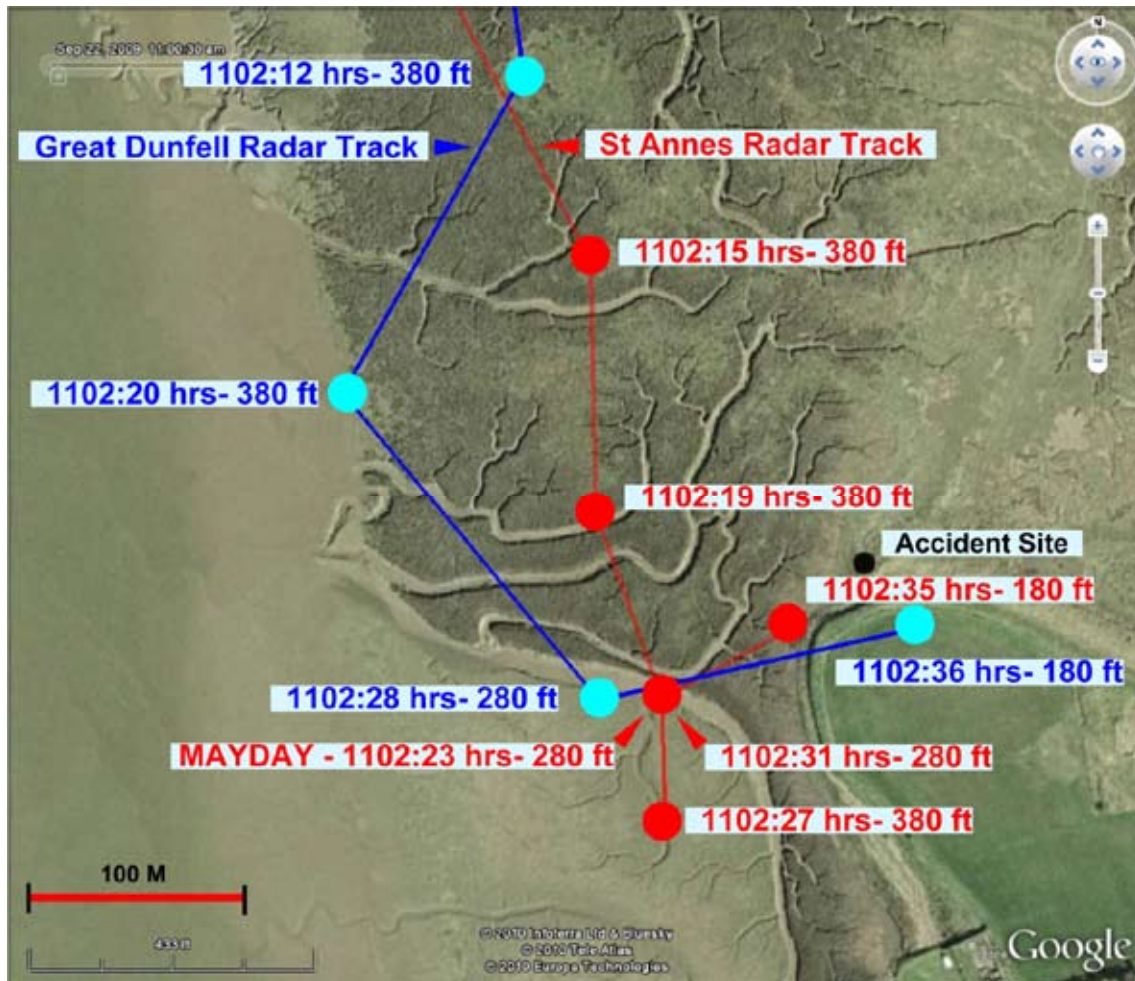 Sep 22, 2009 11:00:30 am
N
1102:12 hrs- 380 ft
Great Dunfell Radar Track
St Annes Radar Track
1102:15 hrs- 380 ft
1102:20 hrs- 380 ft
1102:19 hrs- 380 ft
Accident Site
1102:35 hrs- 180 ft
1102:36 hrs- 180 ft
1102:28 hrs- 280 ft
MAYDAY - 1102:23 hrs- 280 ft
1102:31 hrs- 280 ft
1102:27 hrs- 380 ft
100 M
433 ft
© 2010 Infoterra Ltd & Bluesky
© 2010 Tele Atlas
© 2010 Europa Technologies
Google